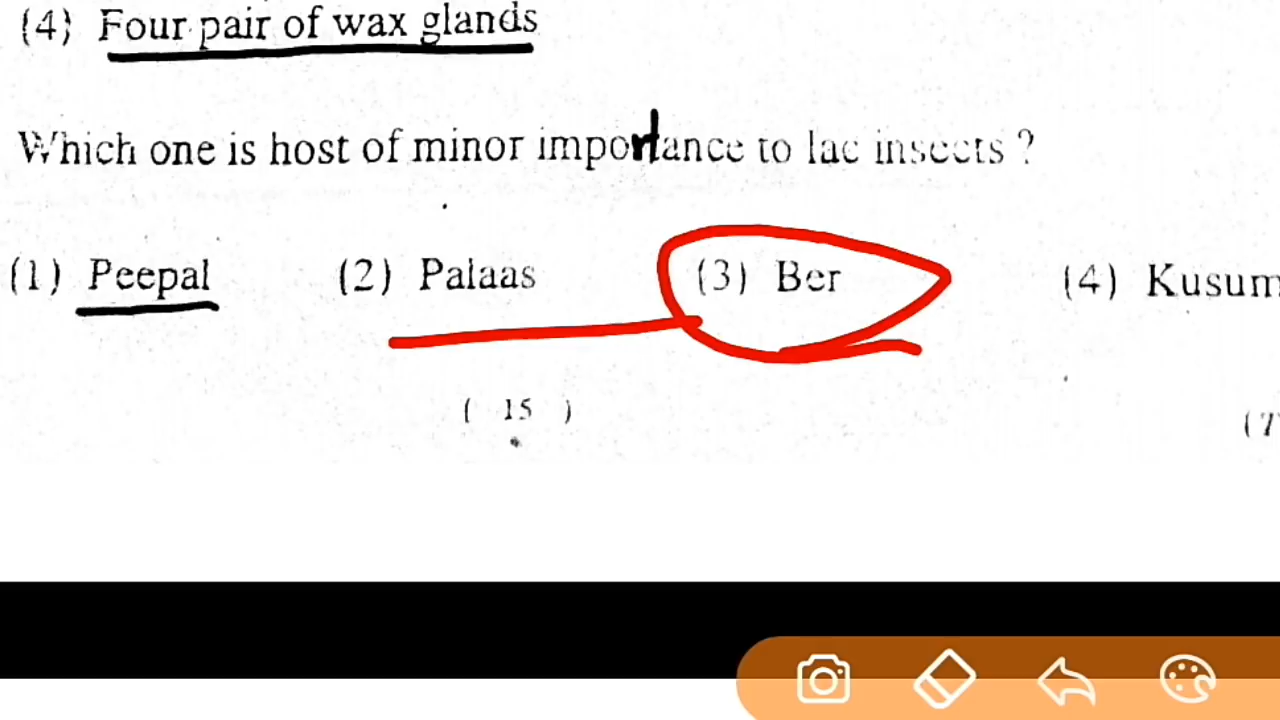 (4) Four pair of wax glands
Which one is host of minor importance to lac insects ?
(1) Peepal (2) Palaas (3) Ber (4) Kusum
( 15 )
(7